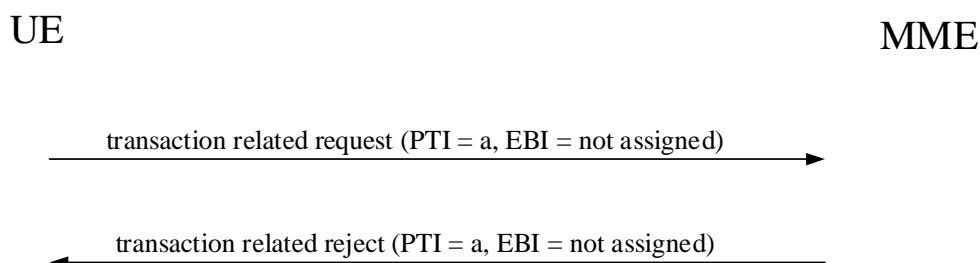 UE
MME
transaction related request (PTI = a, EBI = not assigned)
transaction related reject (PTI = a, EBI = not assigned)